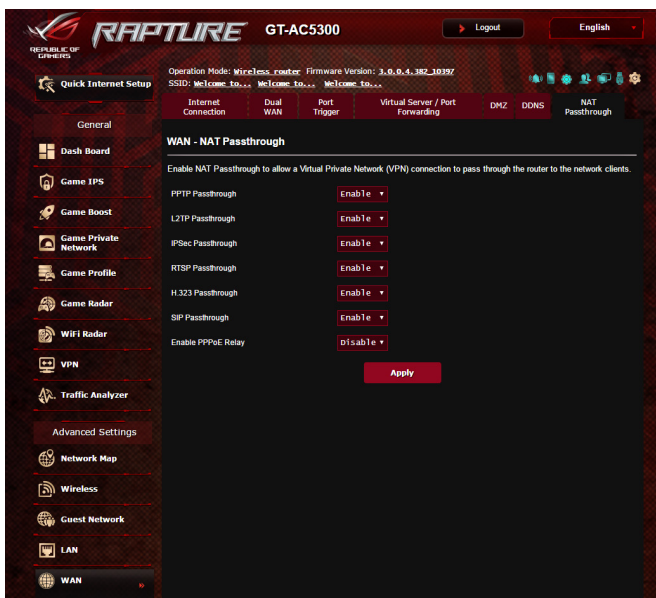 REPUBLIC OF
GAMERS
RAPTURE GT-AC5300 Logout English
Quick Internet Setup
Operation Mode: Wireless router Firmware Version: 3.0.0.4.382_10397
SSID: Welcome to... Welcome to... Welcome to...
Internet Connection
Dual WAN
Port Trigger
Virtual Server / Port Forwarding
DMZ
DDNS
NAT Passthrough
General
Dash Board
Game IPS
Game Boost
Game Private
Network
Game Profile
Game Radar
WiFi Radar
VPN
Traffic Analyzer
Advanced Settings
Network Map
Wireless
Guest Network
LAN
WAN
WAN - NAT Passthrough
Enable NAT Passthrough to allow a Virtual Private Network (VPN) connection to pass through the router to the network clients.
PPTP Passthrough Enable
L2TP Passthrough Enable
IPSec Passthrough Enable
RTSP Passthrough Enable
H.323 Passthrough Enable
SIP Passthrough Enable
Enable PPPoE Relay Disable
Apply